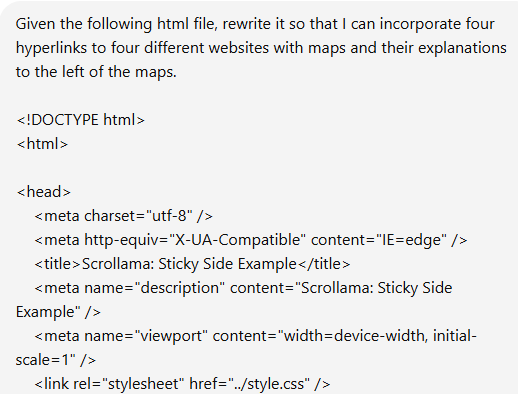 Given the following html file, rewrite it so that I can incorporate four
hyperlinks to four different websites with maps and their explanations
to the left of the maps.
<!DOCTYPE html>
<html>
<head>
<meta charset="utf-8" />
<meta http-equiv="X-UA-Compatible" content="IE=edge" />
<title>Scrollama: Sticky Side Example</title>
<meta name="description" content="Scrollama: Sticky Side
Example" />
<meta name="viewport" content="width=device-width, initial-
scale=1" />
<link rel="stylesheet" href="../style.css" />